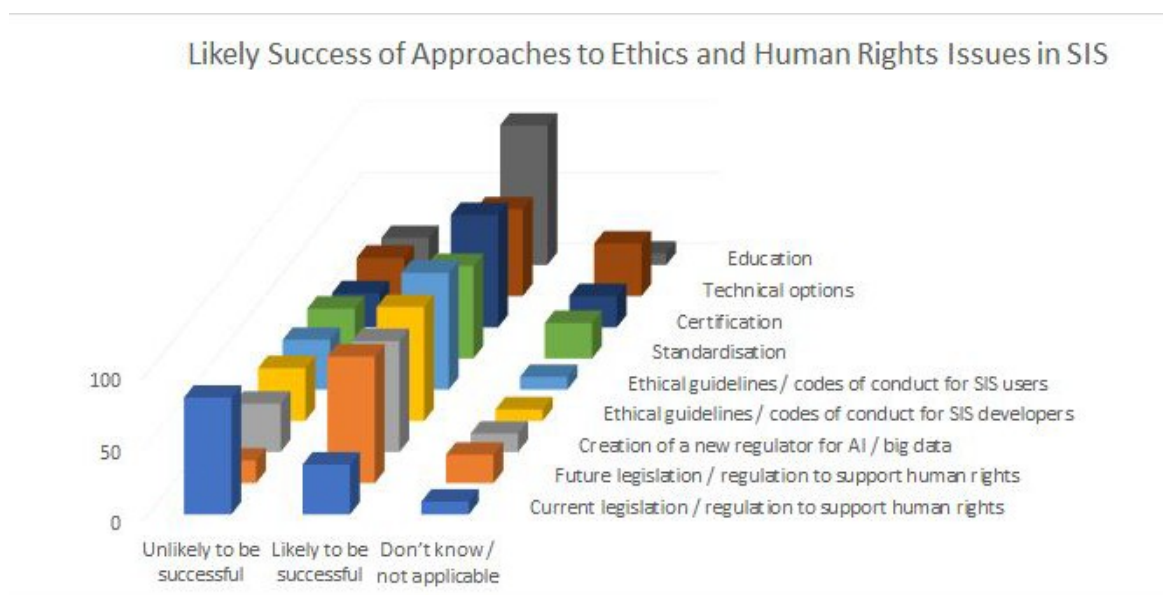 Likely Success of Approaches to Ethics and Human Rights Issues in SIS
Education
Technical options
Certification
Standardisation
Ethical guidelines / codes of conduct for SIS users
Ethical guidelines / codes of conduct for SIS developers
Creation of a new regulator for AI / big data
Future legislation / regulation to support human rights
Current legislation / regulation to support human rights
100
50
0
Unlikely to be
successful
Likely to be
successful
Don't know /
not applicable